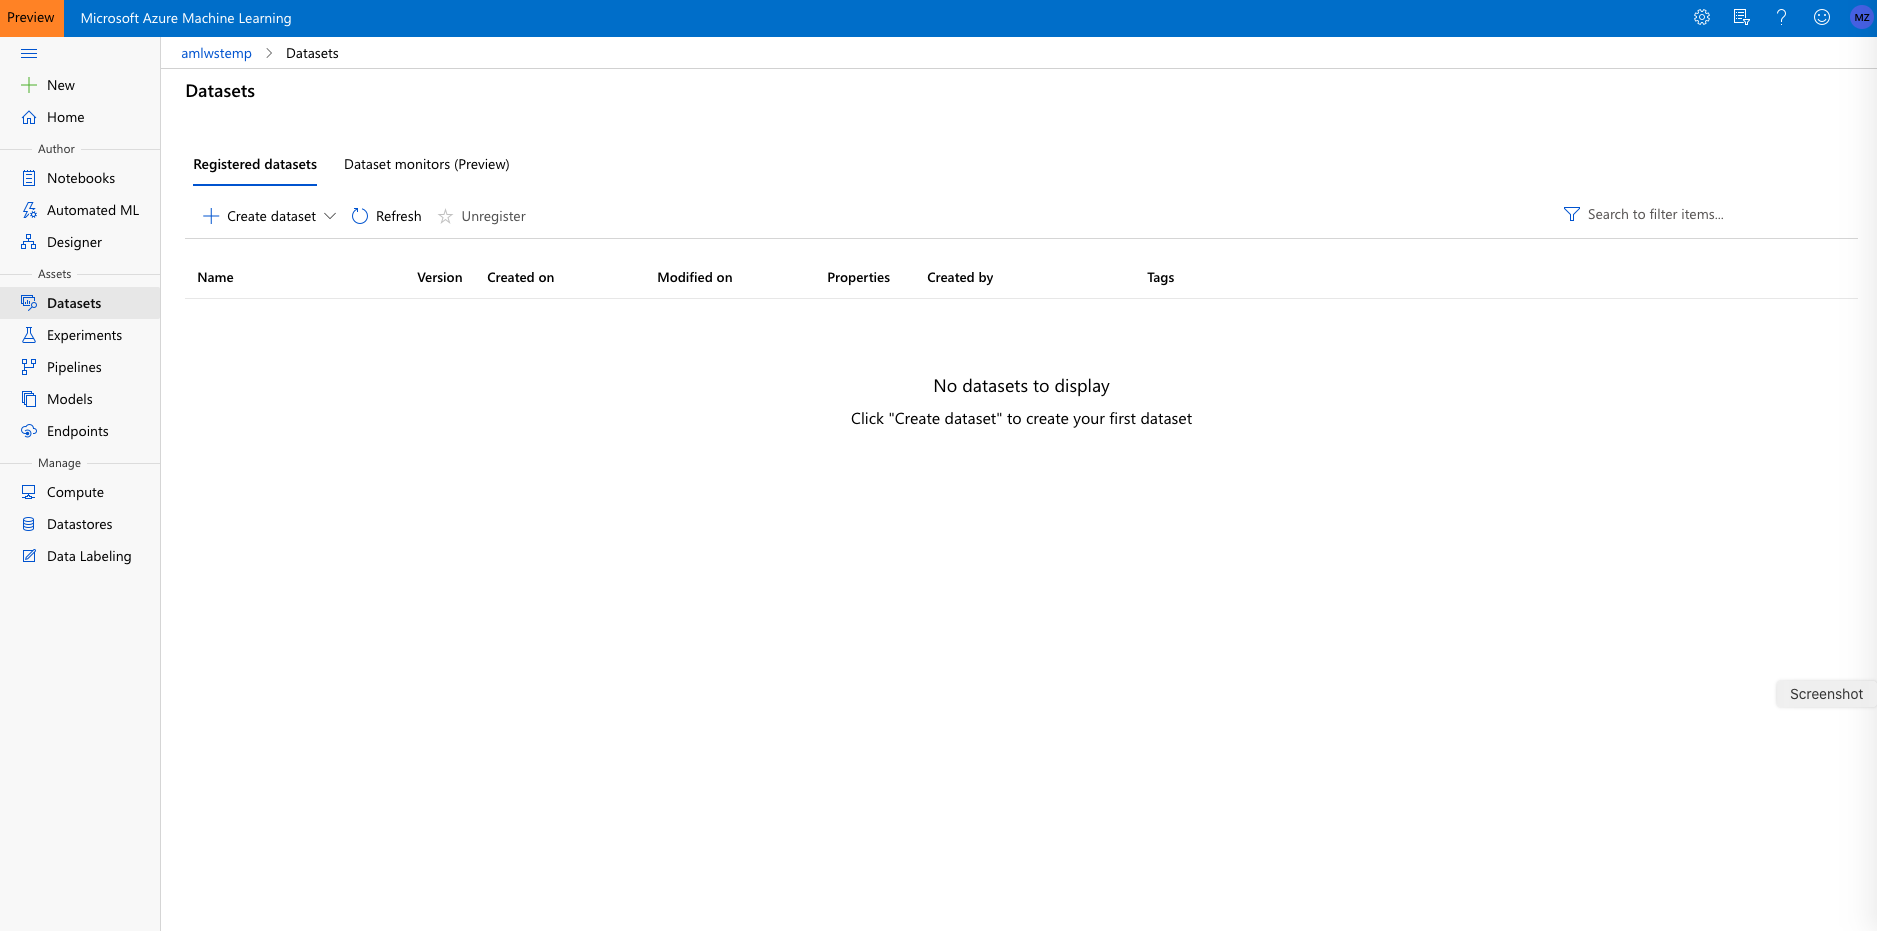 Preview
Microsoft Azure Machine Learning
MZ
amlwstemp > Datasets
New
Home
Author
Notebooks
Automated ML
Designer
Assets
Datasets
Experiments
Pipelines
Models
Endpoints
Manage
Compute
Datastores
Data Labeling
Datasets
Registered datasets Dataset monitors (Preview)
Create dataset Refresh Unregister Search to filter items...
Name Version Created on Modified on Properties Created by Tags
No datasets to display
Click "Create dataset" to create your first dataset
Screenshot